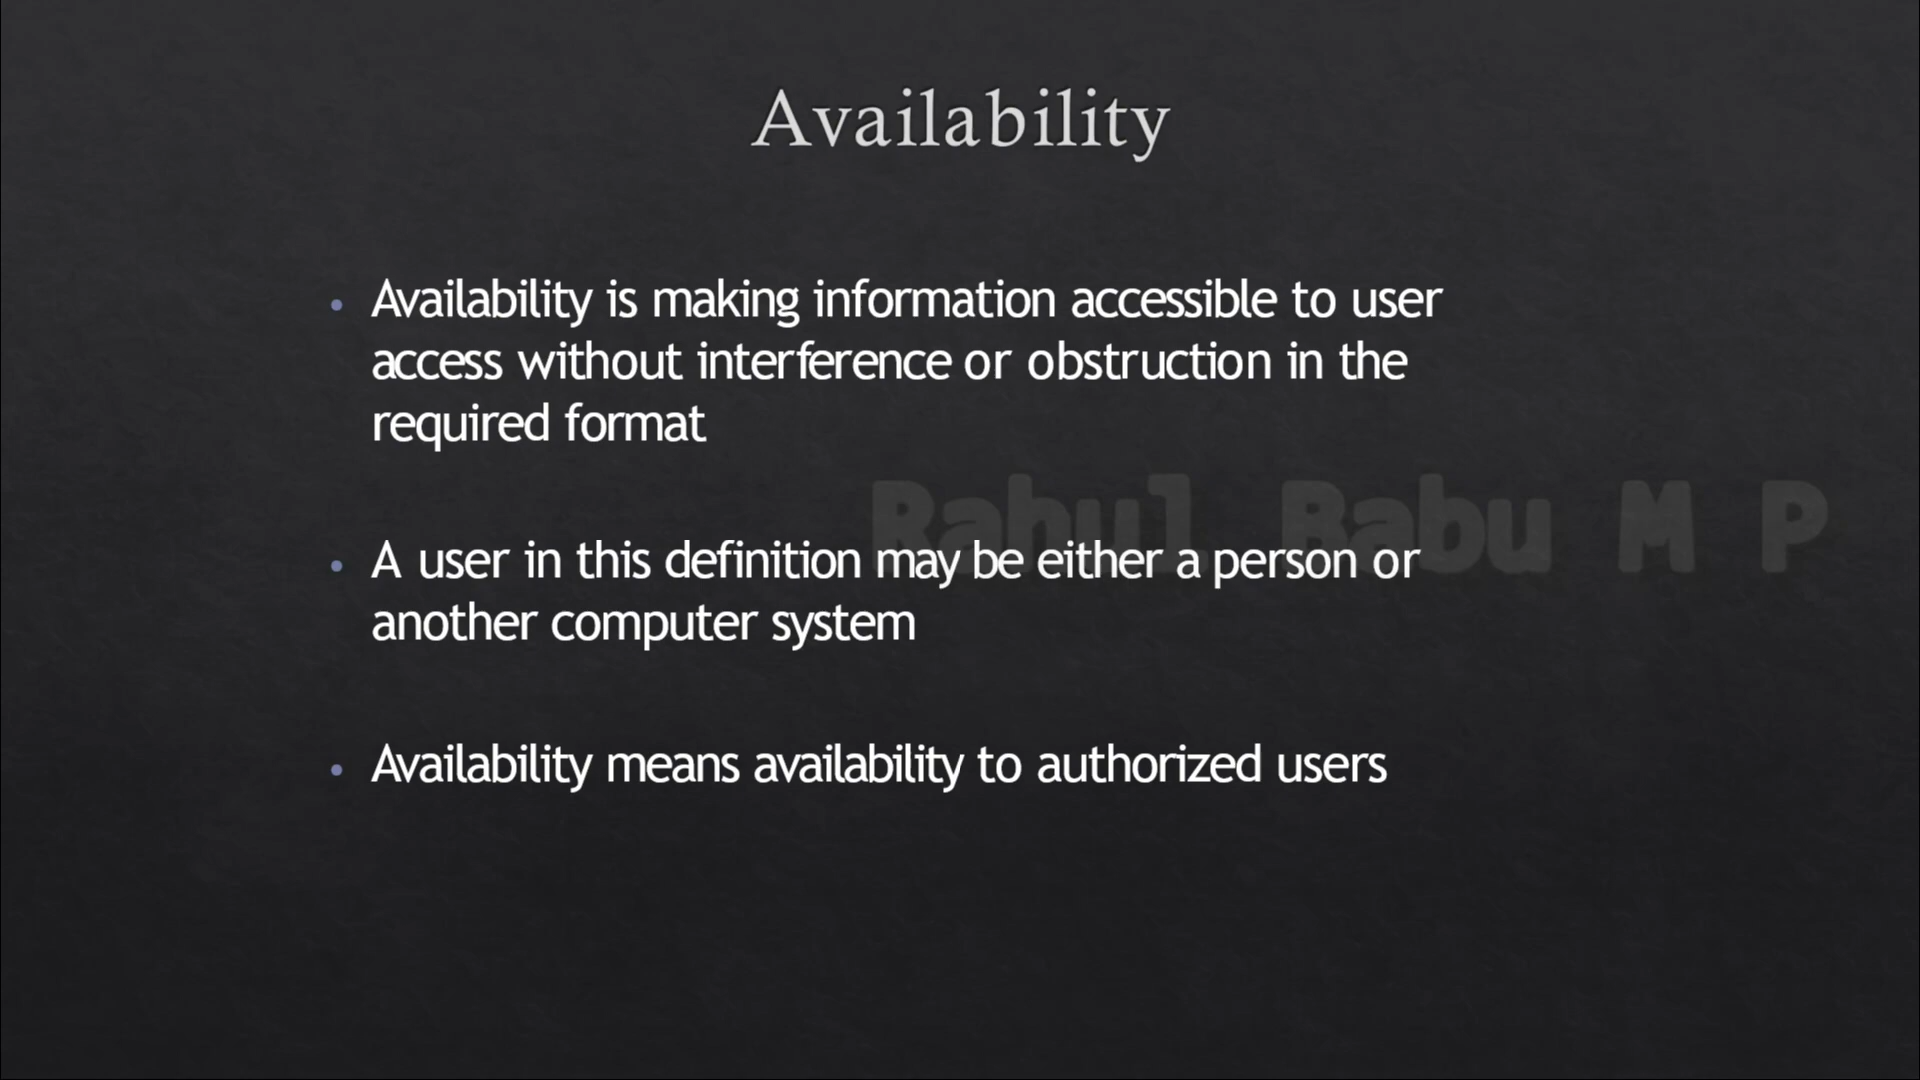 Availability
• Availability is making information accessible to user
access without interference or obstruction in the
required format
Rahul Babu M P
• A user in this definition may be either a person or
another computer system
• Availability means availability to authorized users